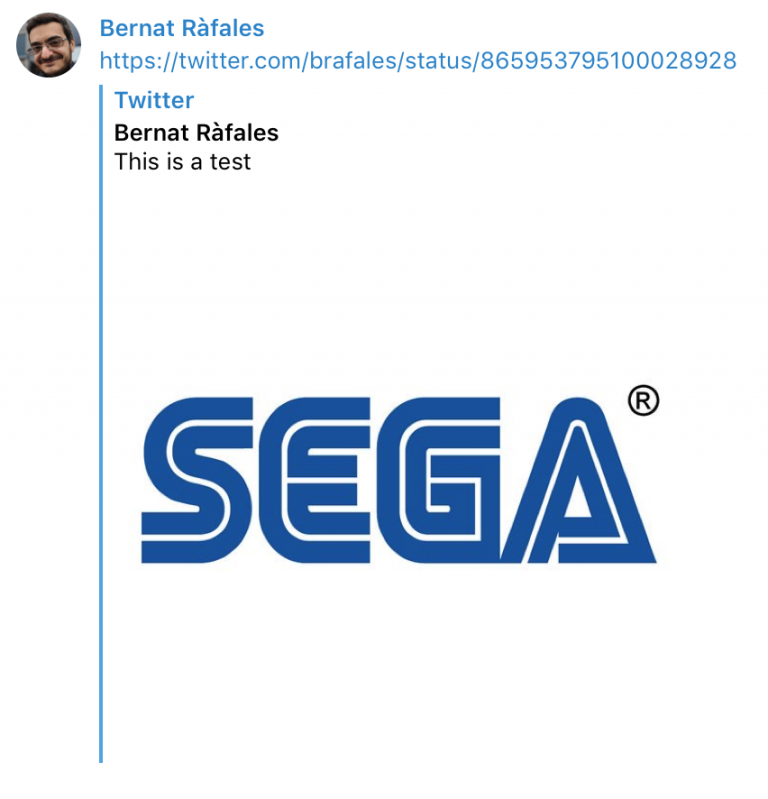 Bernat Ràfales
https://twitter.com/brafales/status/865953795100028928
Twitter
Bernat Ràfales
This is a test
SEGA®